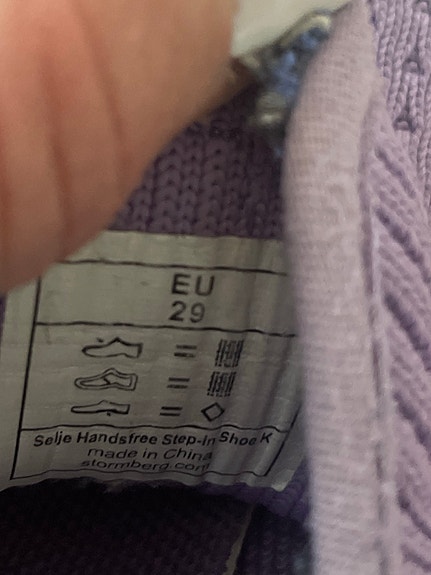 EU
29
=
=
=
Selje Handsfree Step-in Shoe K
made in China
stormberg.com